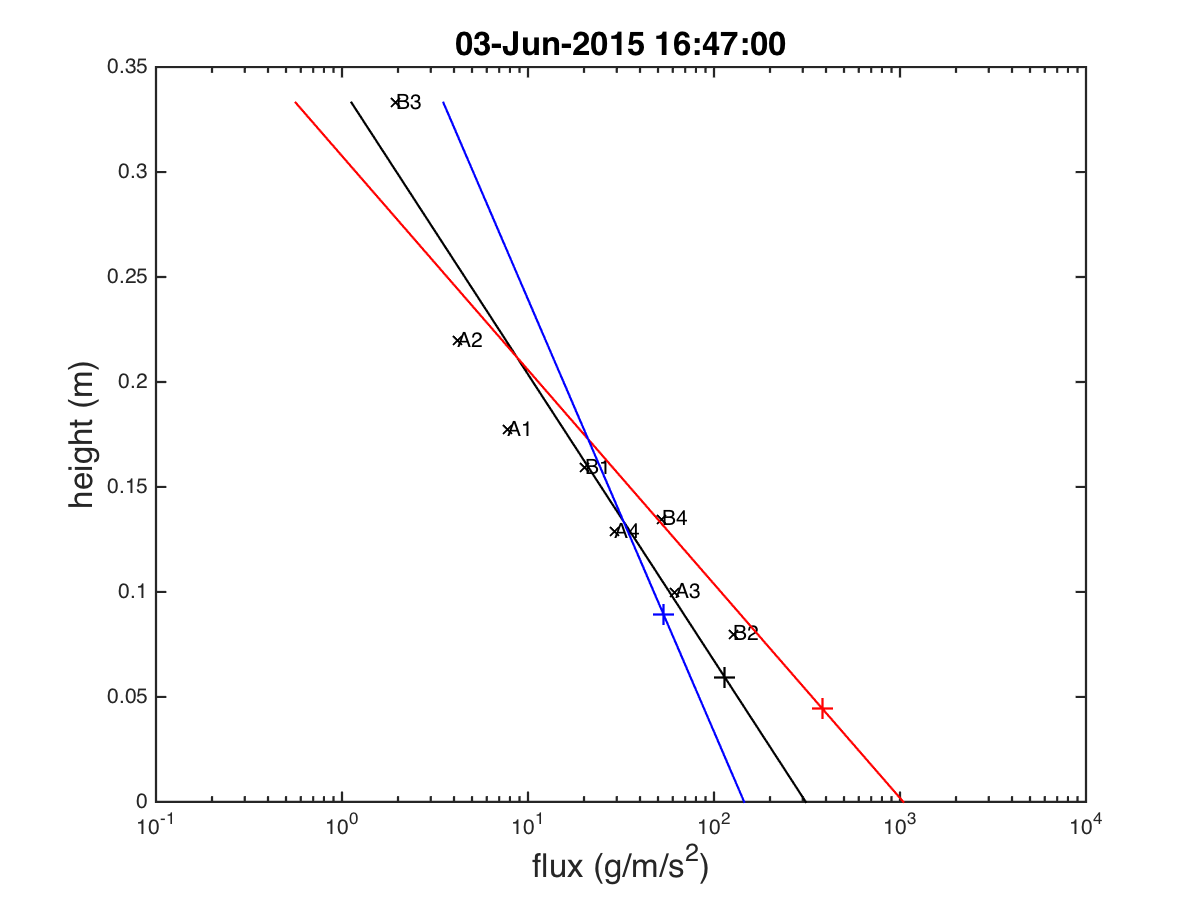 03-Jun-2015 16:47:00
0.35
0.3
0.25
0.2
0.15
0.1
0.05
0
height (m)
B3
A2
A1
B1
B4
A4
A3
B2
10^-1
10^0
10^1
10^2
10^3
10^4
flux (g/m/s^2)